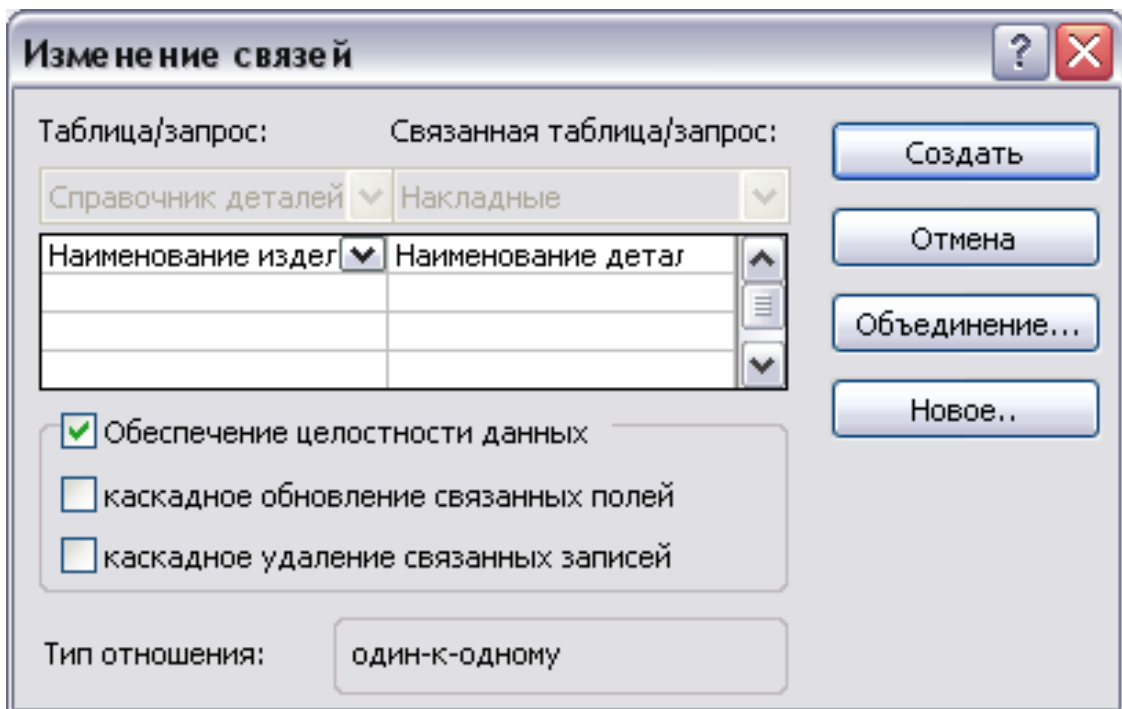 Изменение связей
Таблица/запрос: Связанная таблица/запрос:
Создать
Справочник деталей Накладные
Отмена
Наименование издел Наименование детал
Объединение...
Новое..
Обеспечение целостности данных
каскадное обновление связанных полей
каскадное удаление связанных записей
Тип отношения: один-к-одному